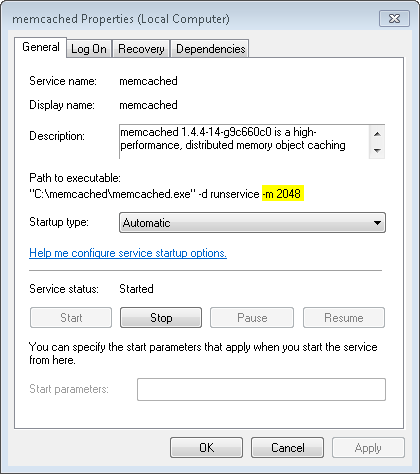 memcached Properties (Local Computer)
General Log On Recovery Dependencies
Service name: memcached
Display name: memcached
Description: memcached 1.4.4-14-g9c660c0 is a high-
performance, distributed memory object caching
Path to executable:
"C:\memcached\memcached.exe" -d runservice -m 2048
Startup type: Automatic
Help me configure service startup options.
Service status: Started
Start Stop Pause Resume
You can specify the start parameters that apply when you start the service
from here.
Start parameters:
OK Cancel Apply